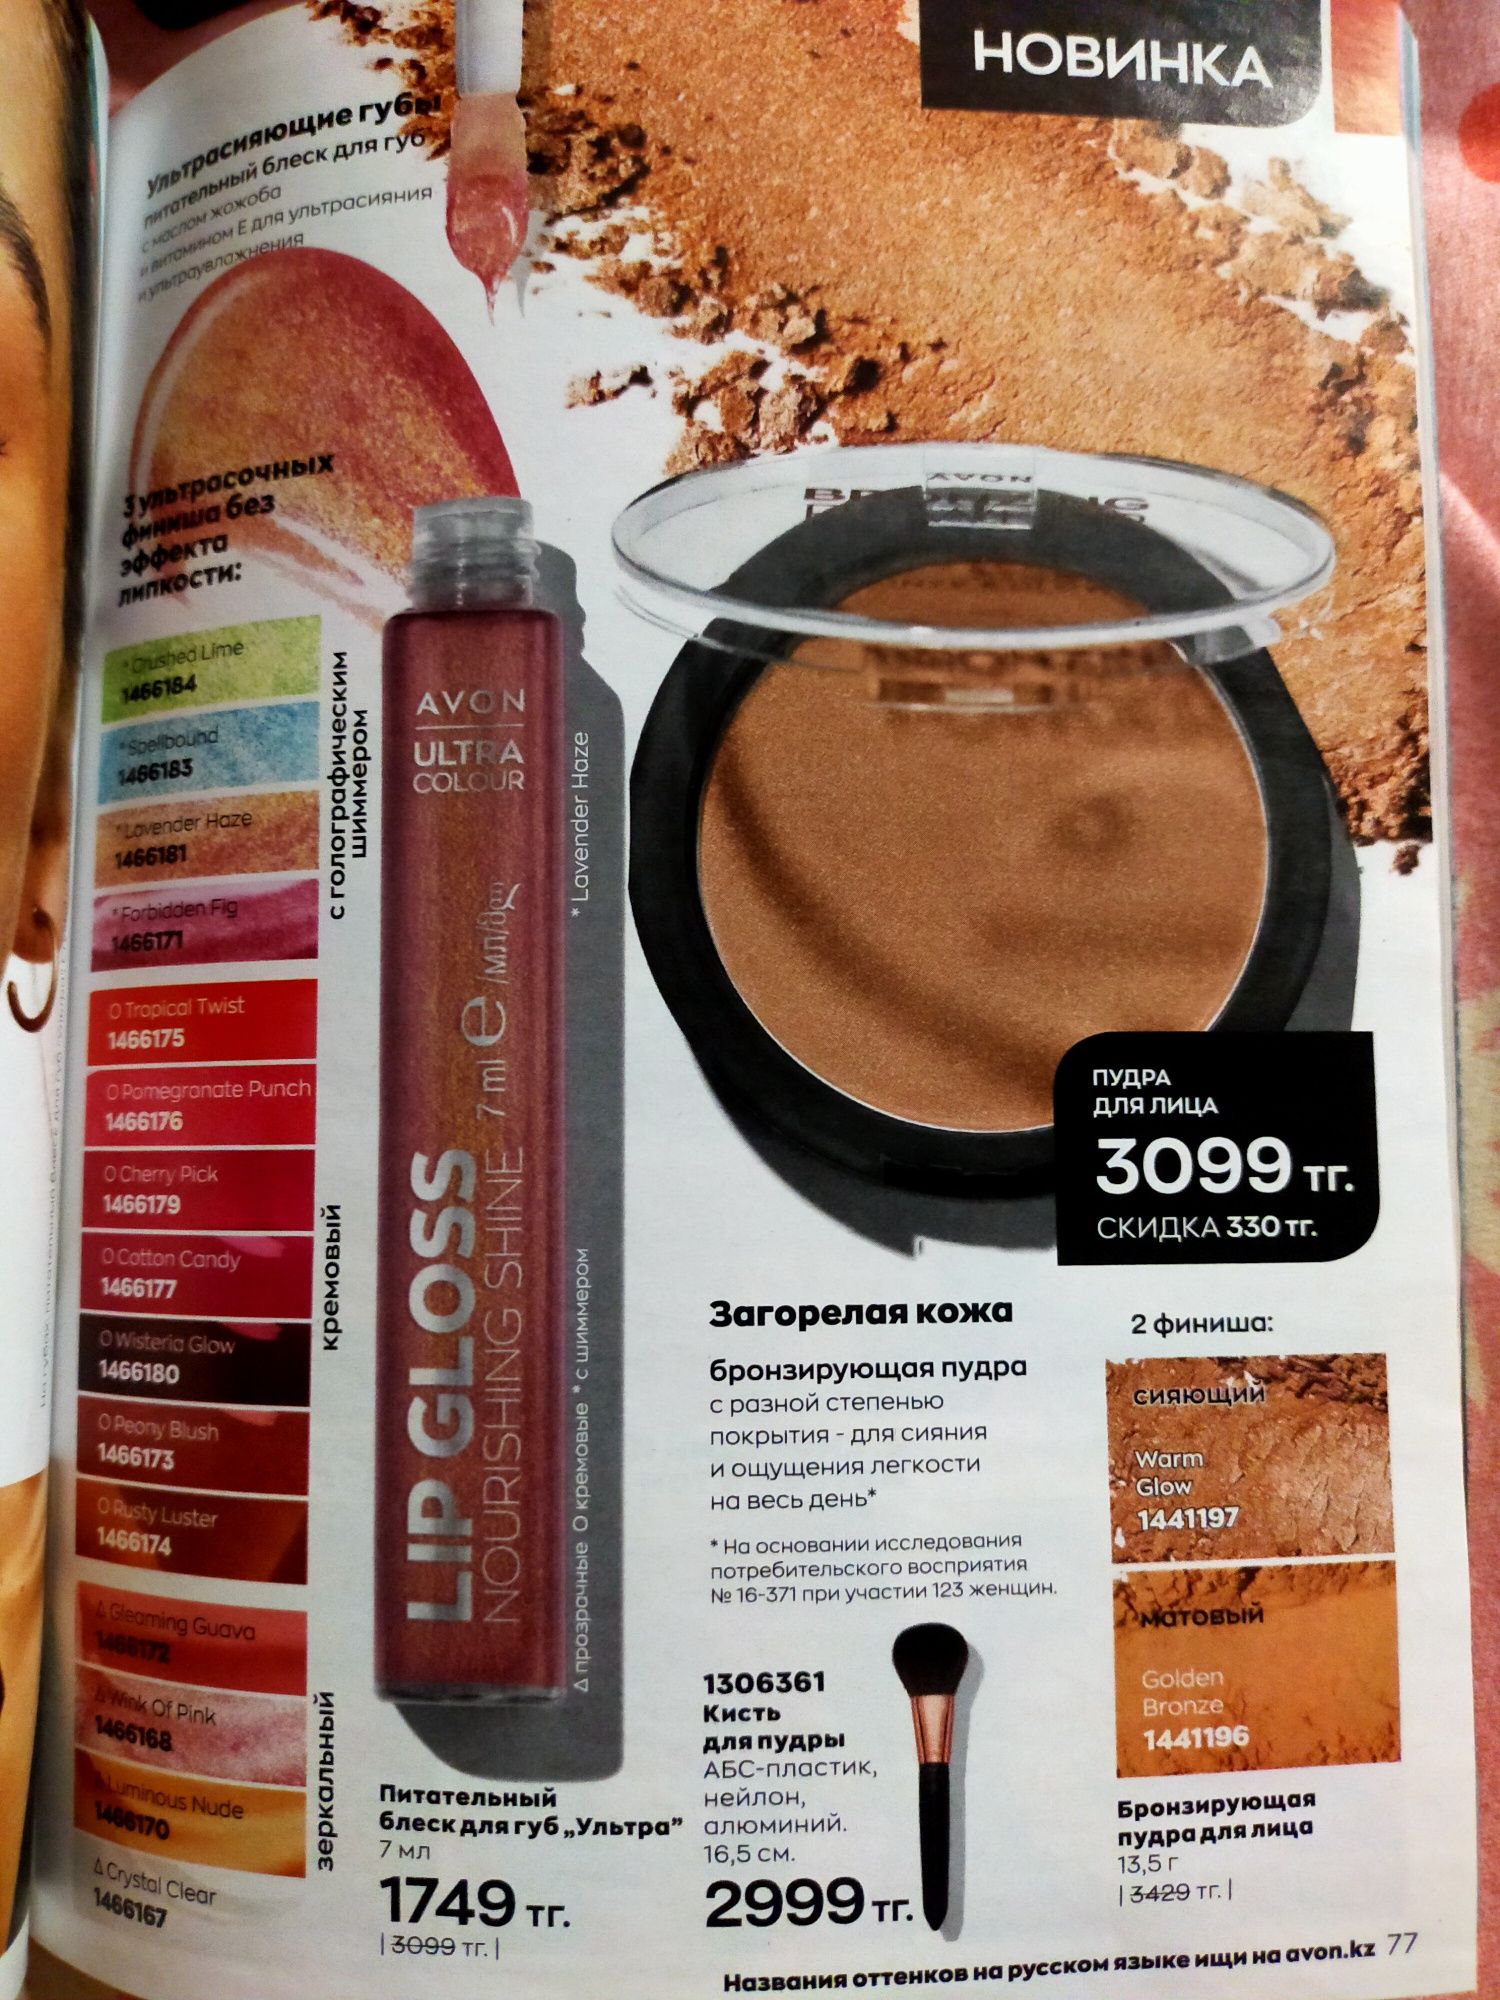 НОВИНКА
Ультрасияющие губы
питательный блеск для губ
с маслом жожоба
и витамином Е для ультрасияния
и ультраувлажнения
3 ультрасочных
финиша без
эффекта
липкости:
* Crushed Lime
1466184
* Spellbound
1466183
* Lavender Haze
1466181
* Forbidden Fig
1466171
с голографическим
шиммером
O Tropical Twist
1466175
O Pomegranate Punch
1466176
O Cherry Pick
1466179
O Cotton Candy
1466177
O Wisteria Glow
1466180
O Peony Blush
1466173
O Rusty Luster
1466174
кремовый
Δ Gleaming Guava
1466172
Δ Wink Of Pink
1466168
Δ Luminous Nude
1466170
Δ Crystal Clear
1466167
зеркальный
AVON
ULTRA
COLOUR
LIP GLOSS
NOURISHING SHINE 7 ml e /мл/
* Lavender Haze
Δ прозрачные O кремовые * с шиммером
AVON
ПУДРА
ДЛЯ ЛИЦА
3099 тг.
СКИДКА 330 тг.
Загорелая кожа
бронзирующая пудра
с разной степенью
покрытия - для сияния
и ощущения легкости
на весь день*
* На основании исследования
потребительского восприятия
№ 16-371 при участии 123 женщин.
2 финиша:
сияющий
Warm
Glow
1441197
матовый
Golden
Bronze
1441196
Бронзирующая
пудра для лица
13,5 г
| 3429 тг. |
1306361
Кисть
для пудры
АБС-пластик,
нейлон,
алюминий.
16,5 см.
2999 тг.
Питательный
блеск для губ „Ультра”
7 мл
1749 тг.
| 3099 тг. |
Названия оттенков на русском языке ищи на avon.kz 77